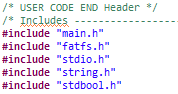 /* USER CODE END Header */
/* Includes -----------------
#include "main.h"
#include "fatfs.h"
#include "stdio.h"
#include "string.h"
#include "stdbool.h"